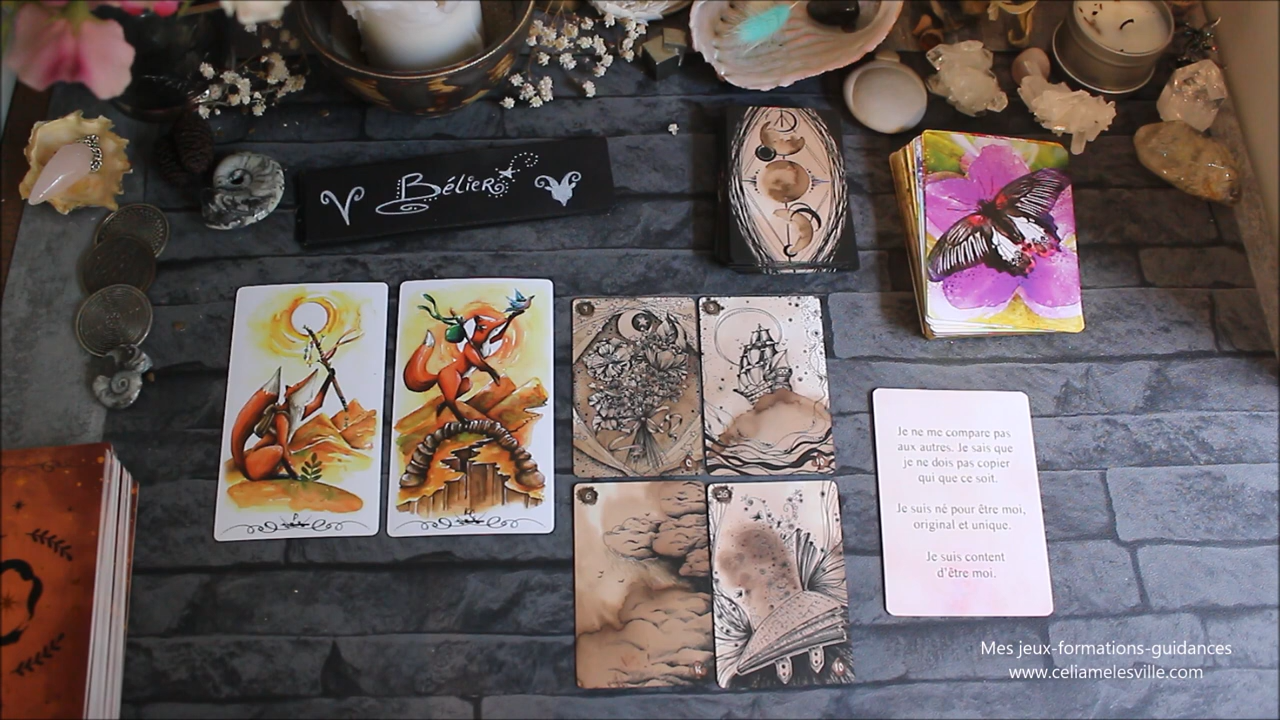 Bélier
Je ne me compare pas
aux autres. Je sais que
je ne dois pas copier
qui que ce soit.
Je suis né pour être moi,
original et unique.
Je suis content
d'être moi.
Mes jeux-formations-guidances
www.celiamelesville.com